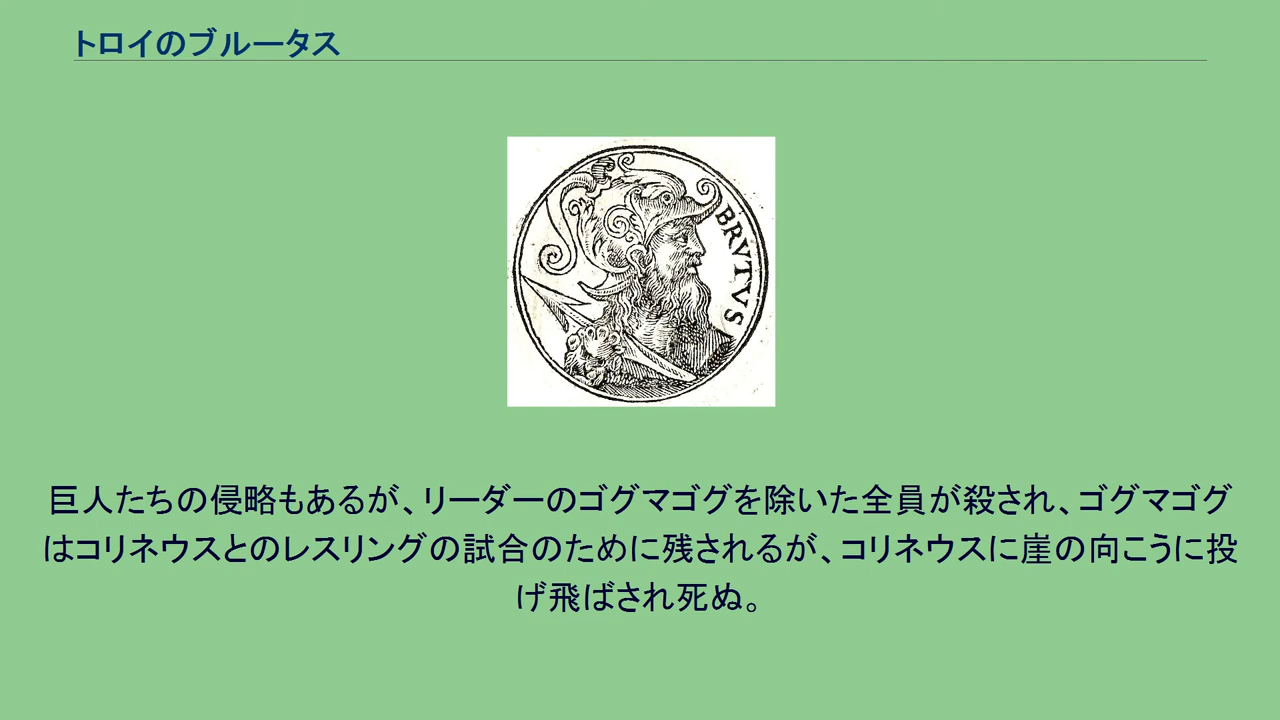 トロイのブルータス
BRVTVS
巨人たちの侵略もあるが、リーダーのゴグマゴグを除いた全員が殺され、ゴグマゴグ
はコリネウスとのレスリングの試合のために残されるが、コリネウスに崖の向こうに投
げ飛ばされ死ぬ。